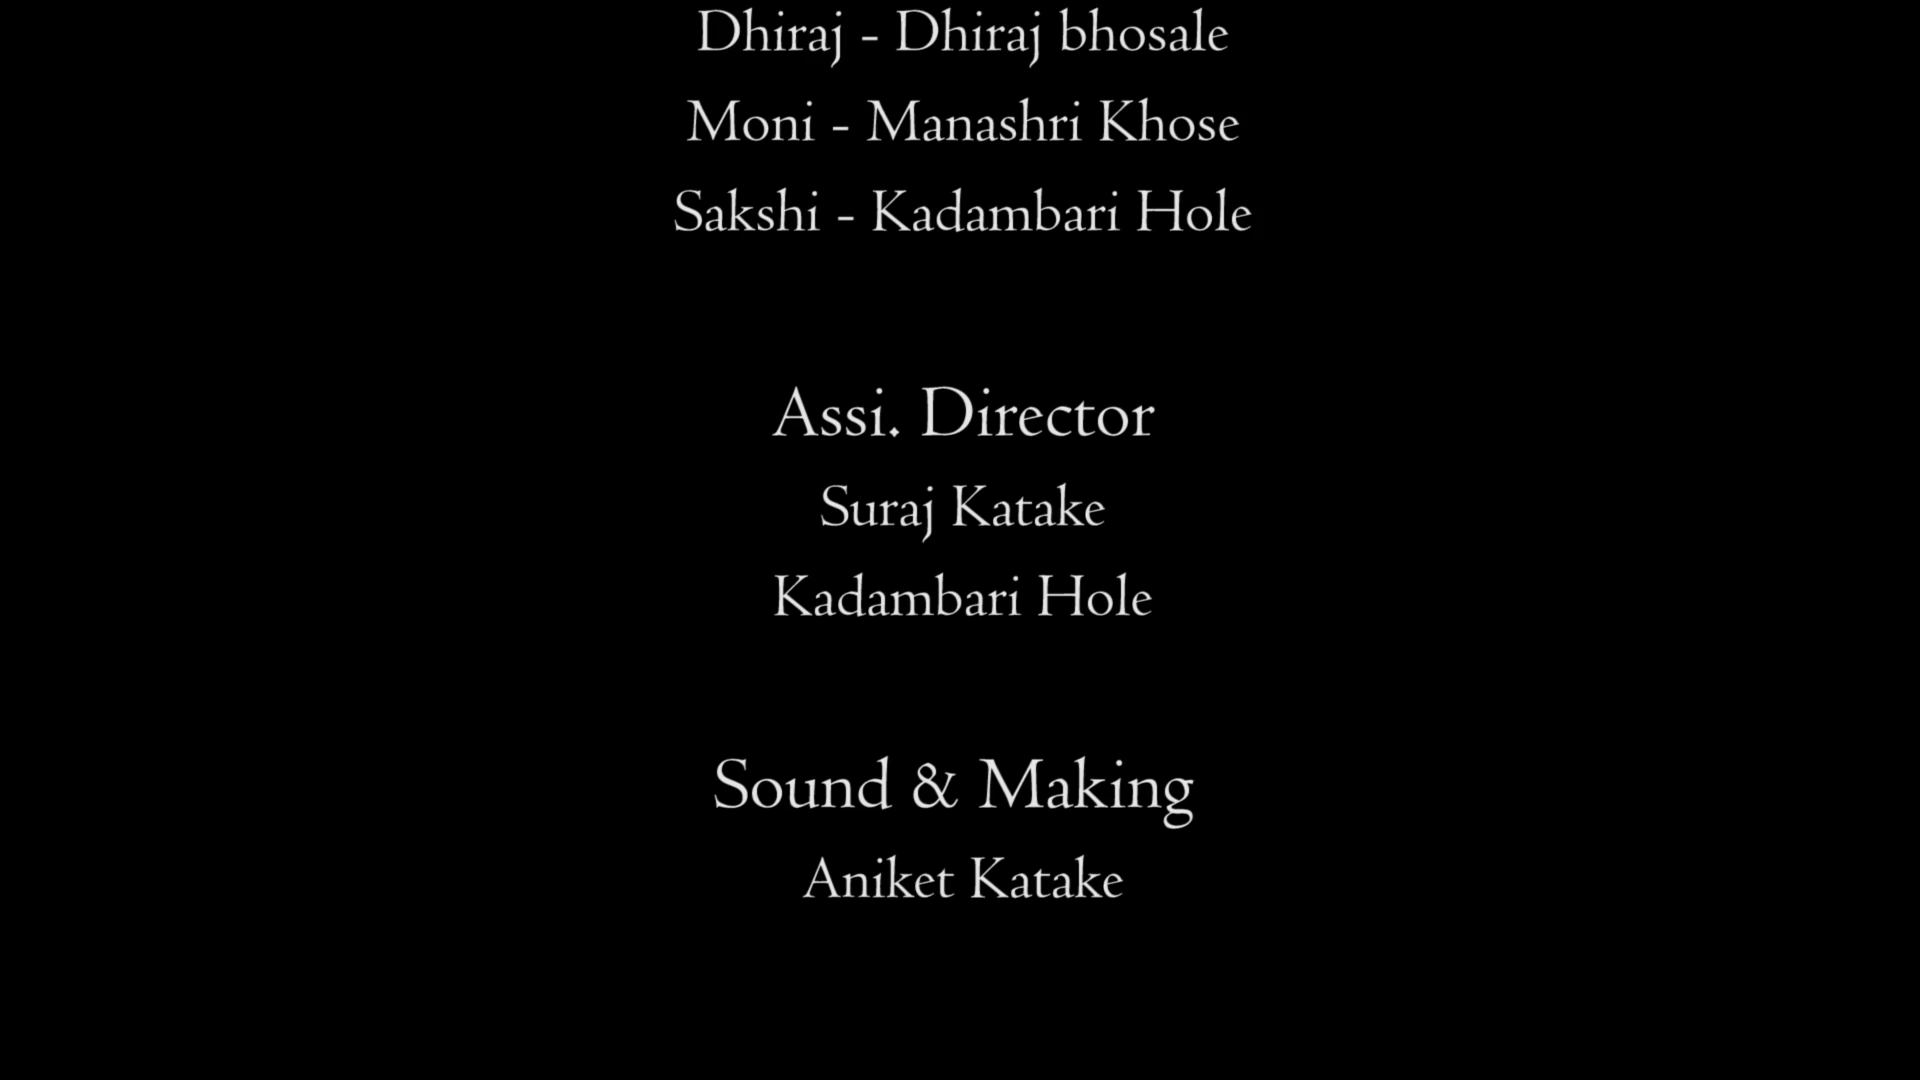 Dhiraj - Dhiraj bhosale
Moni - Manashri Khose
Sakshi - Kadambari Hole
Assi. Director
Suraj Katake
Kadambari Hole
Sound & Making
Aniket Katake